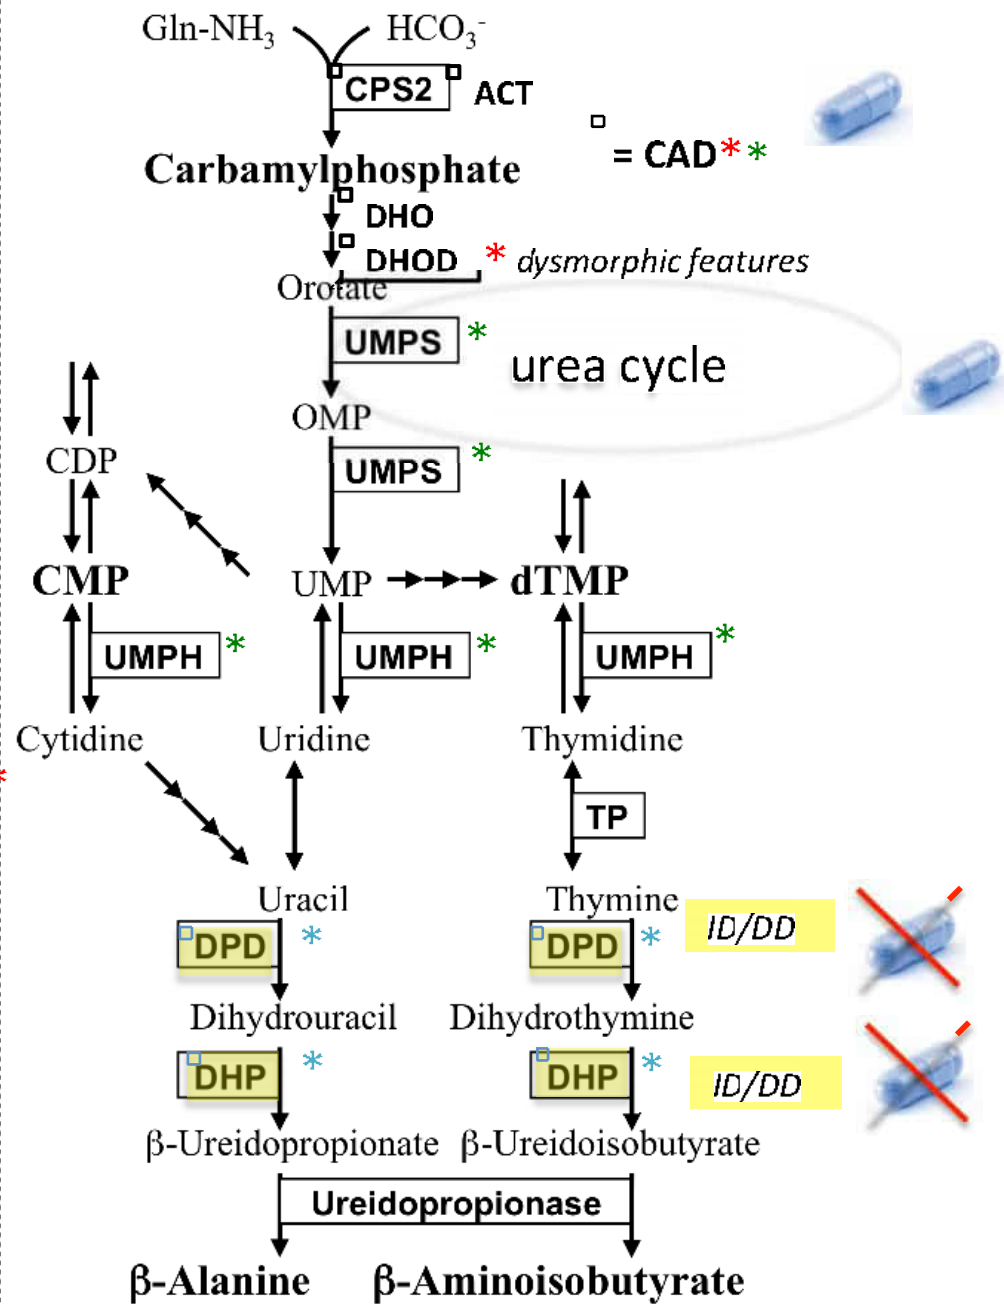 Gln-NH3 HCO3-
CPS2 ACT
= CAD* *
Carbamylphosphate
DHO
DHOD * dysmorphic features
Orotate
UMPS *
urea cycle
OMP
CDP
UMPS *
CMP UMP dTMP
UMPH * UMPH * UMPH *
Cytidine Uridine Thymidine
*
TP
Uracil Thymine
DPD * DPD * ID/DD
Dihydrouracil Dihydrothymine
DHP * DHP * ID/DD
β-Ureidopropionate β-Ureidoisobutyrate
Ureidopropionase
β-Alanine β-Aminoisobutyrate